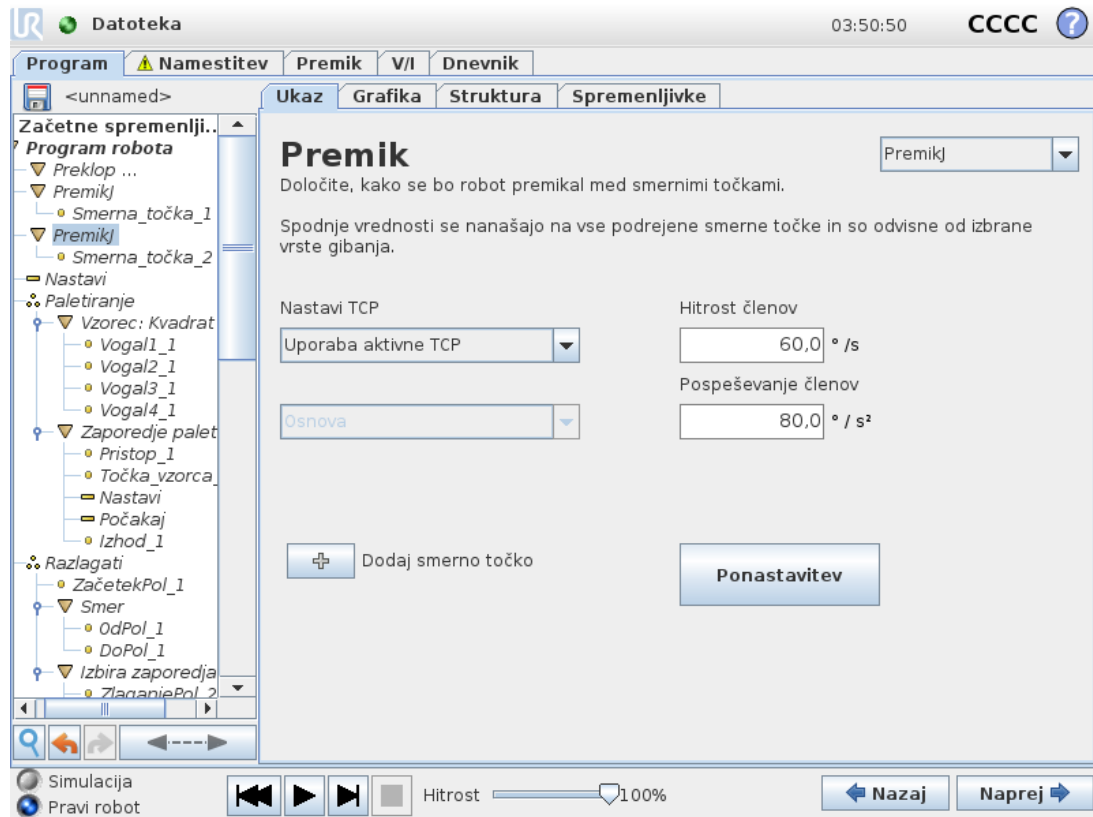 UR Datoteka 03:50:50 CCCC ?
Program Namestitev Premik V/I Dnevnik
<unnamed> Ukaz Grafika Struktura Spremenljivke
Začetne spremenlji..
Program robota
Preklop ...
PremikJ
Smerna_točka_1
PremikJ
Smerna_točka_2
Nastavi
Paletiranje
Vzorec: Kvadrat
Vogal1_1
Vogal2_1
Vogal3_1
Vogal4_1
Zaporedje palet
Pristop_1
Točka_vzorca_
Nastavi
Počakaj
Izhod_1
Razlagati
ZačetekPol_1
Smer
OdPol_1
DoPol_1
Izbira zaporedja
ZlaganjePol_2
Premik
PremikJ
Določite, kako se bo robot premikal med smernimi točkami.
Spodnje vrednosti se nanašajo na vse podrejene smerne točke in so odvisne od izbrane
vrste gibanja.
Nastavi TCP
Uporaba aktivne TCP
Osnova
Hitrost členov
60,0 ° /s
Pospeševanje členov
80,0 ° / s²
Dodaj smerno točko
Ponastavitev
Simulacija
Pravi robot
Hitrost 100%
Nazaj
Naprej